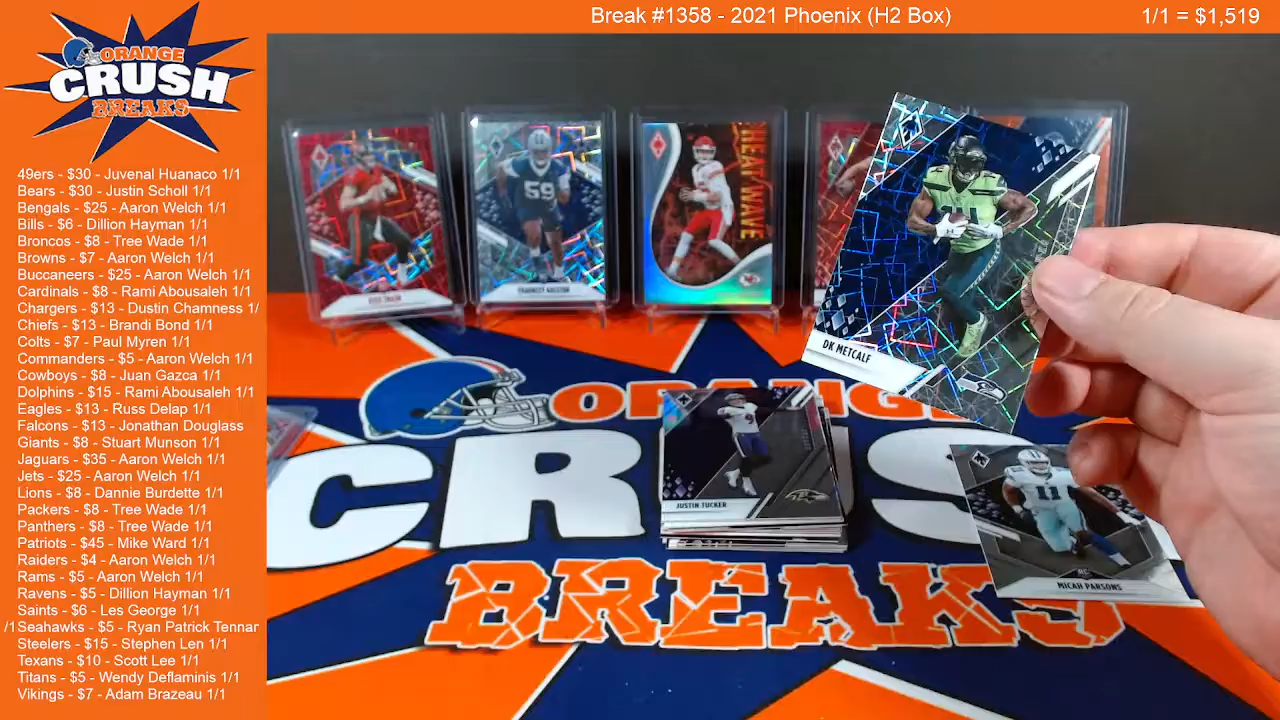 Break #1358 - 2021 Phoenix (H2 Box)
1/1 = $1,519
ORANGE
CRUSH
BREAKS
49ers - $30 - Juvenal Huanaco 1/1
Bears - $30 - Justin Scholl 1/1
Bengals - $25 - Aaron Welch 1/1
Bills - $6 - Dillion Hayman 1/1
Broncos - $8 - Tree Wade 1/1
Browns - $7 - Aaron Welch 1/1
Buccaneers - $25 - Aaron Welch 1/1
Cardinals - $8 - Rami Abousaleh 1/1
Chargers - $13 - Dustin Chamness 1/
Chiefs - $13 - Brandi Bond 1/1
Colts - $7 - Paul Myren 1/1
Commanders - $5 - Aaron Welch 1/1
Cowboys - $8 - Juan Gazca 1/1
Dolphins - $15 - Rami Abousaleh 1/1
Eagles - $13 - Russ Delap 1/1
Falcons - $13 - Jonathan Douglass
Giants - $8 - Stuart Munson 1/1
Jaguars - $35 - Aaron Welch 1/1
Jets - $25 - Aaron Welch 1/1
Lions - $8 - Dannie Burdette 1/1
Packers - $8 - Tree Wade 1/1
Panthers - $8 - Tree Wade 1/1
Patriots - $45 - Mike Ward 1/1
Raiders - $4 - Aaron Welch 1/1
Rams - $5 - Aaron Welch 1/1
Ravens - $5 - Dillion Hayman 1/1
Saints - $6 - Les George 1/1
/1 Seahawks - $5 - Ryan Patrick Tennar
Steelers - $15 - Stephen Len 1/1
Texans - $10 - Scott Lee 1/1
Titans - $5 - Wendy Deflaminis 1/1
Vikings - $7 - Adam Brazeau 1/1
59
HEAT WAVE
DK METCALF
JUSTIN TUCKER
11
MICAH PARSONS
CRUS
BREAKS